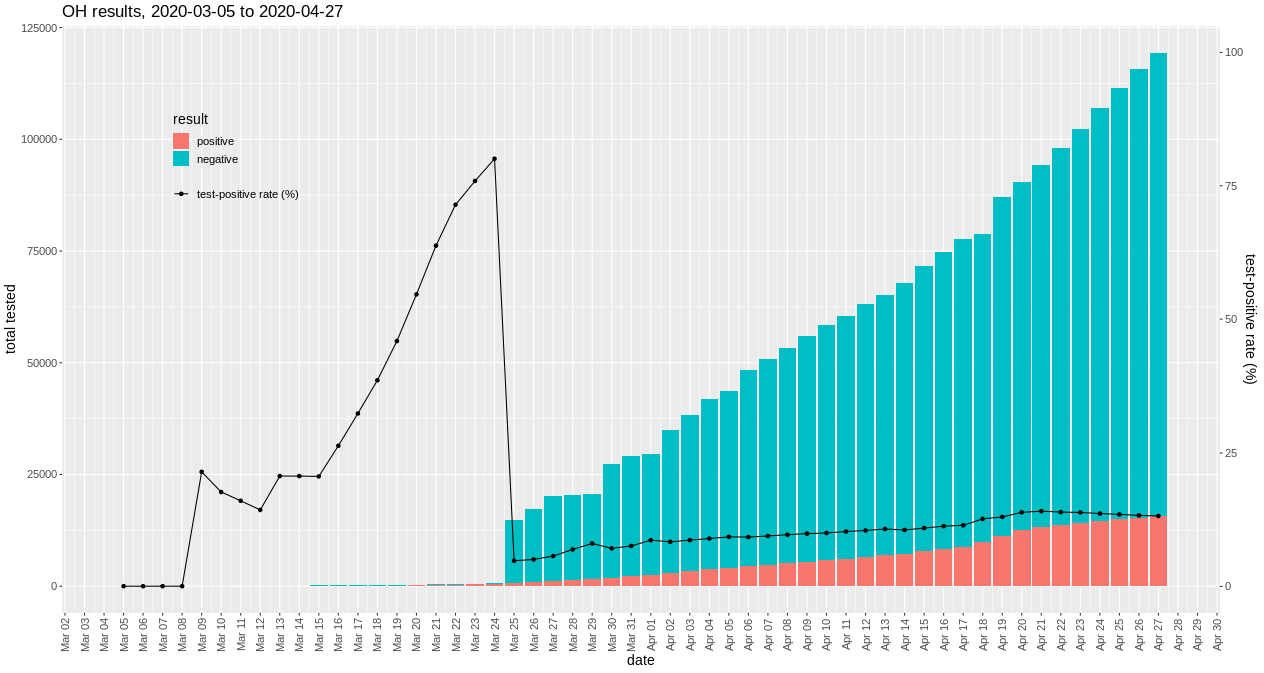 OH results, 2020-03-05 to 2020-04-27
125000
100000
75000
50000
25000
0
total tested
result
positive
negative
test-positive rate (%)
100
75
50
25
0
test-positive rate (%)
Mar 02
Mar 03
Mar 04
Mar 05
Mar 06
Mar 07
Mar 08
Mar 09
Mar 10
Mar 11
Mar 12
Mar 13
Mar 14
Mar 15
Mar 16
Mar 17
Mar 18
Mar 19
Mar 20
Mar 21
Mar 22
Mar 23
Mar 24
Mar 25
Mar 26
Mar 27
Mar 28
Mar 29
Mar 30
Mar 31
Apr 01
Apr 02
Apr 03
Apr 04
Apr 05
Apr 06
Apr 07
Apr 08
Apr 09
Apr 10
Apr 11
Apr 12
Apr 13
Apr 14
Apr 15
Apr 16
Apr 17
Apr 18
Apr 19
Apr 20
Apr 21
Apr 22
Apr 23
Apr 24
Apr 25
Apr 26
Apr 27
Apr 28
Apr 29
Apr 30
date